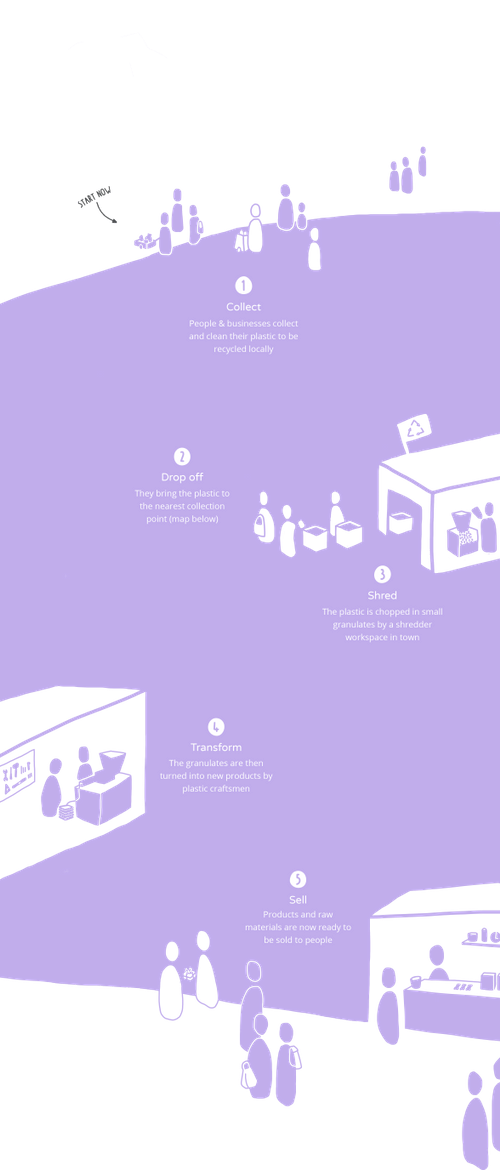 START NOW
1
Collect
People & businesses collect
and clean their plastic to be
recycled locally
2
Drop off
They bring the plastic to
the nearest collection
point (map below)
3
Shred
The plastic is chopped in small
granulates by a shredder
workspace in town
4
Transform
The granulates are then
turned into new products by
plastic craftsmen
5
Sell
Products and raw
materials are now ready to
be sold to people